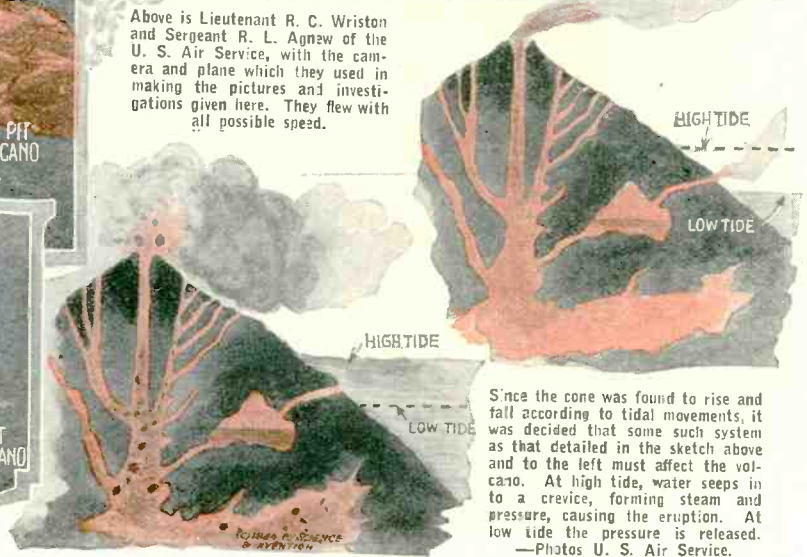 Above is Lieutenant R. C. Wriston
and Sergeant R. L. Agnew of the
U. S. Air Service, with the cam-
era and plane which they used in
making the pictures and investi-
gations given here. They flew with
all possible speed.
PIT
CANO
HIGH TIDE
LOW TIDE
HIGH TIDE
LOW TIDE
T
ANO
SCIENCE
& INVENTION
Since the cone was found to rise and
fall according to tidal movements, it
was decided that some such system
as that detailed in the sketch above
and to the left must affect the vol-
cano. At high tide, water seeps in
to a crevice, forming steam and
pressure, causing the eruption. At
low tide the pressure is released.
—Photos U. S. Air Service.